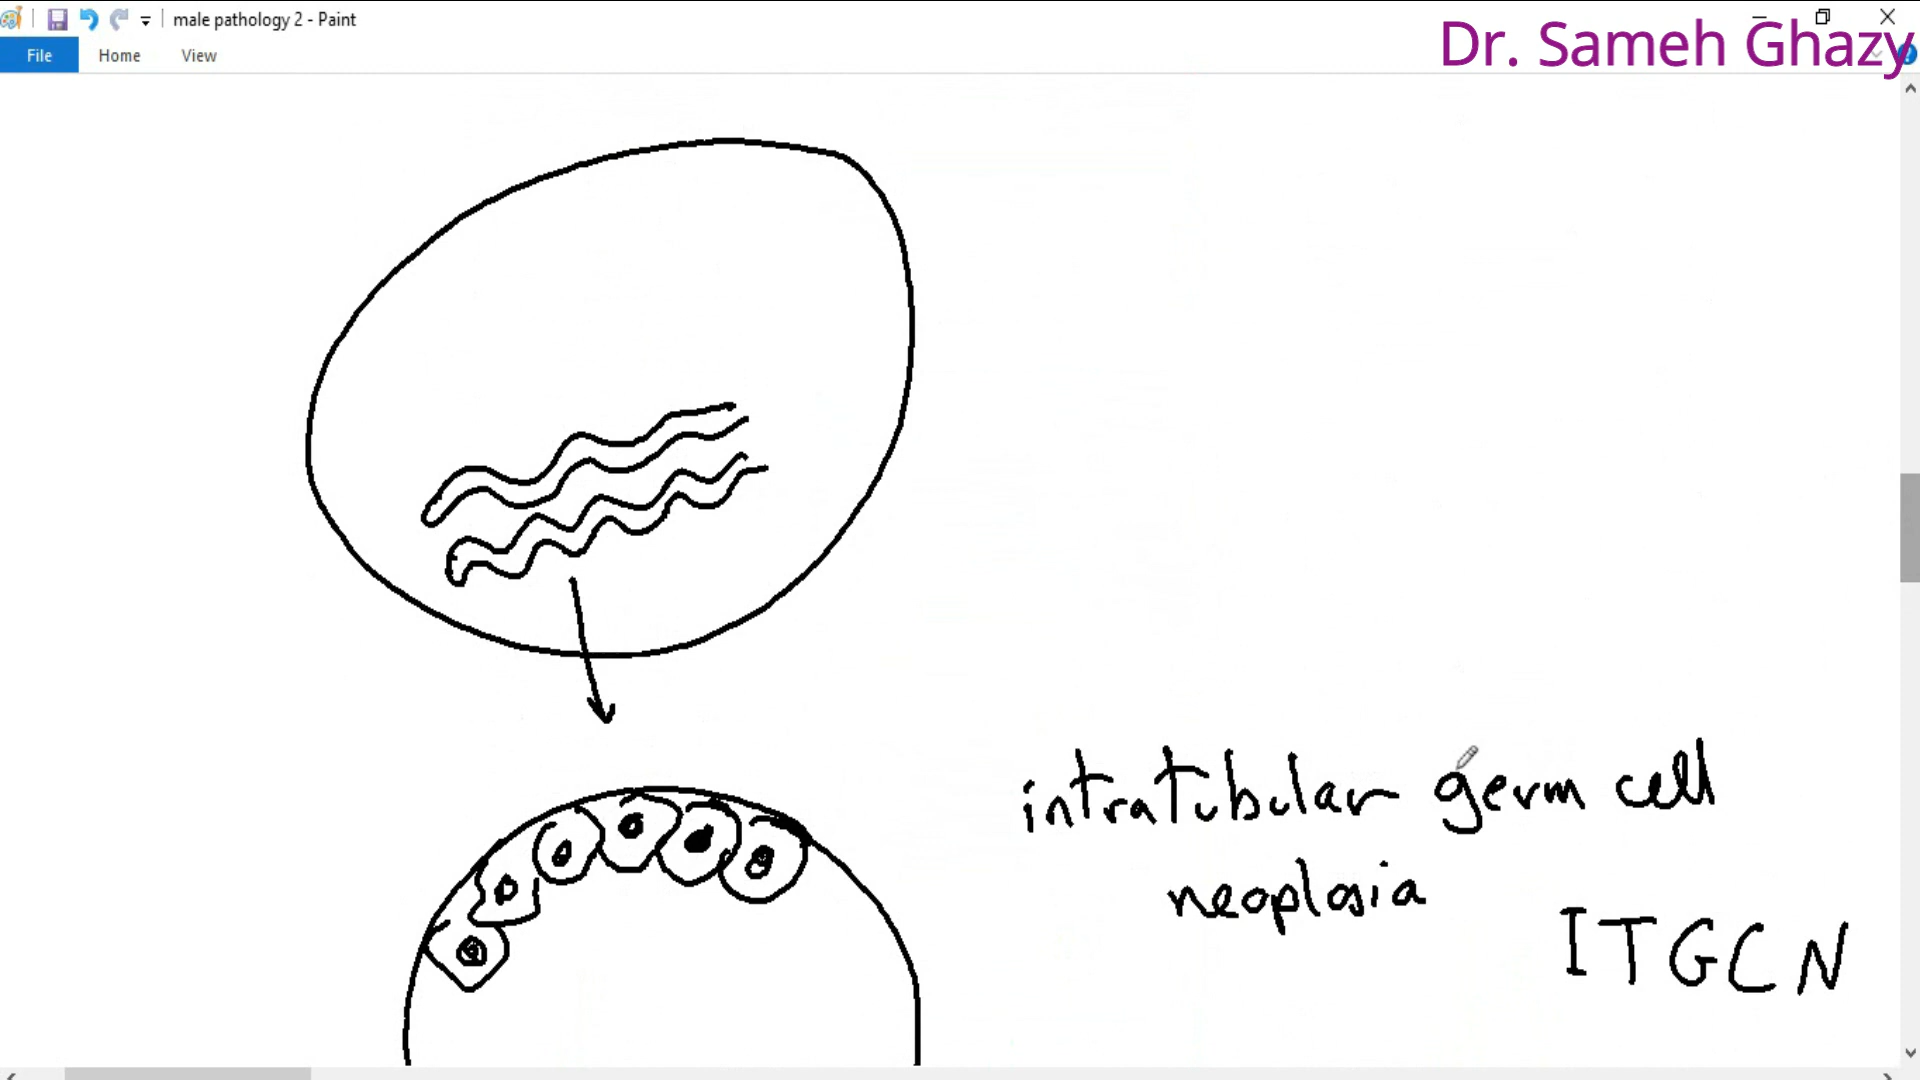 male pathology 2 - Paint
File Home View
Dr. Sameh Ghazy
intratubular germ cell
neoplasia
ITGCN